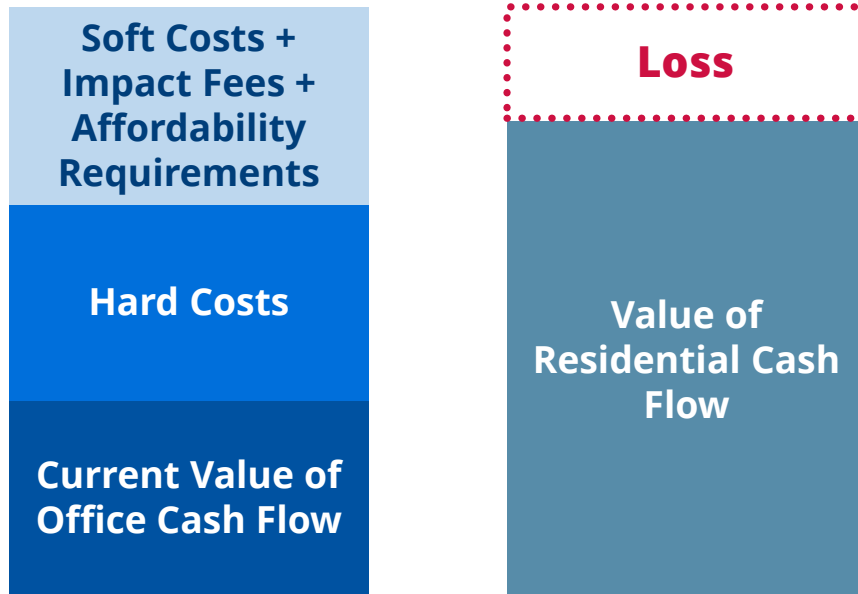 Soft Costs +
Impact Fees +
Affordability
Requirements
Hard Costs
Current Value of
Office Cash Flow
Loss
Value of
Residential Cash
Flow